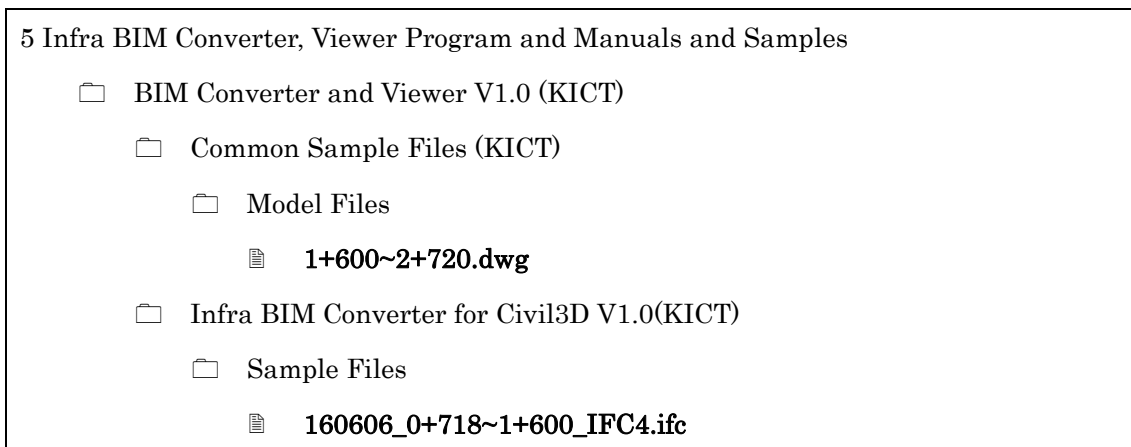 5 Infra BIM Converter, Viewer Program and Manuals and Samples
BIM Converter and Viewer V1.0 (KICT)
Common Sample Files (KICT)
Model Files
1+600~2+720.dwg
Infra BIM Converter for Civil3D V1.0(KICT)
Sample Files
160606_0+718~1+600_IFC4.ifc